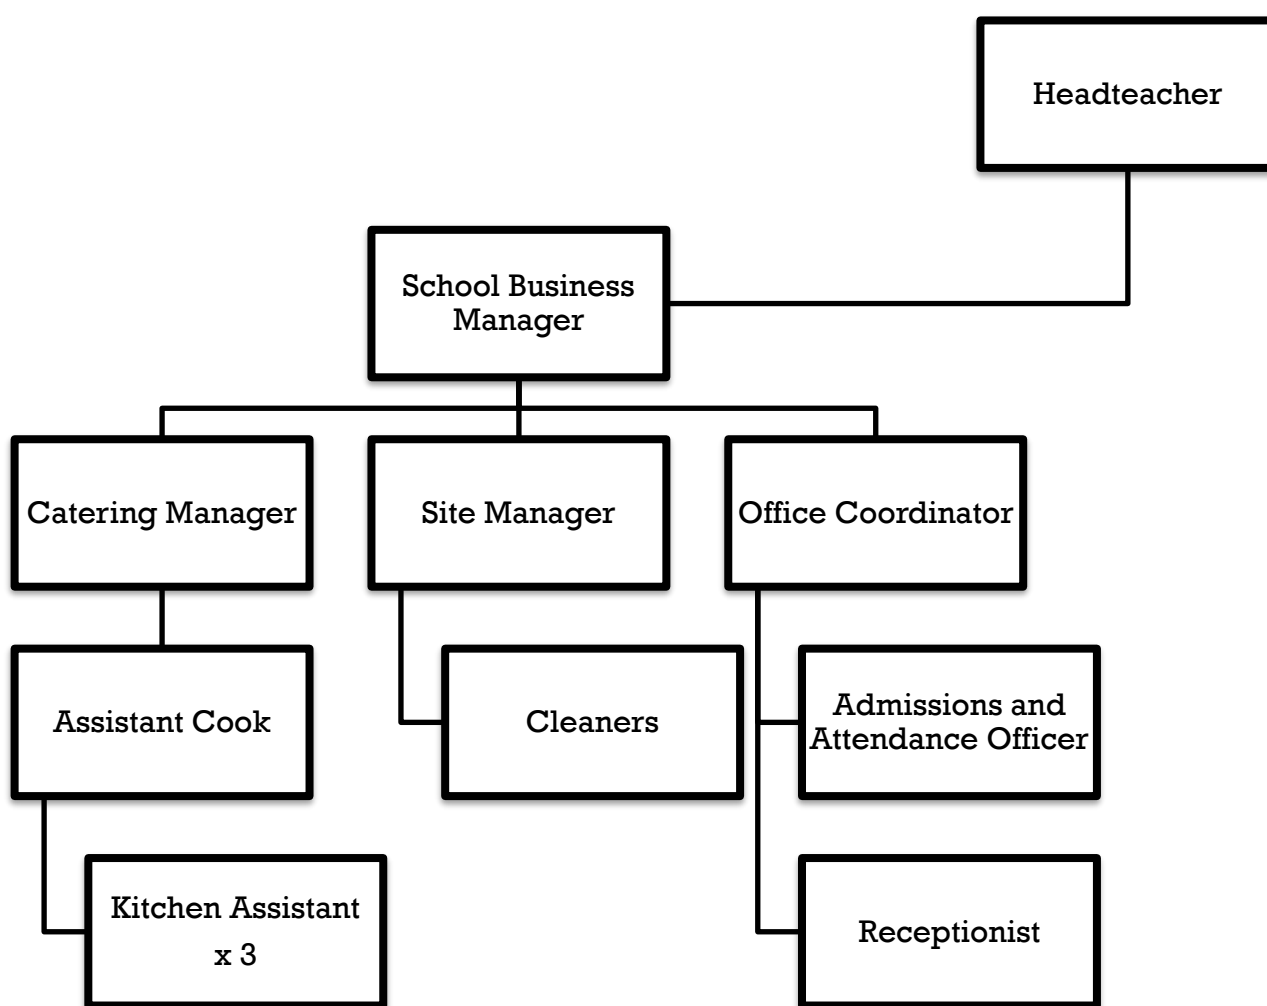 Headteacher
School Business
Manager
Catering Manager
Site Manager
Office Coordinator
Assistant Cook
Cleaners
Admissions and
Attendance Officer
Kitchen Assistant
x 3
Receptionist